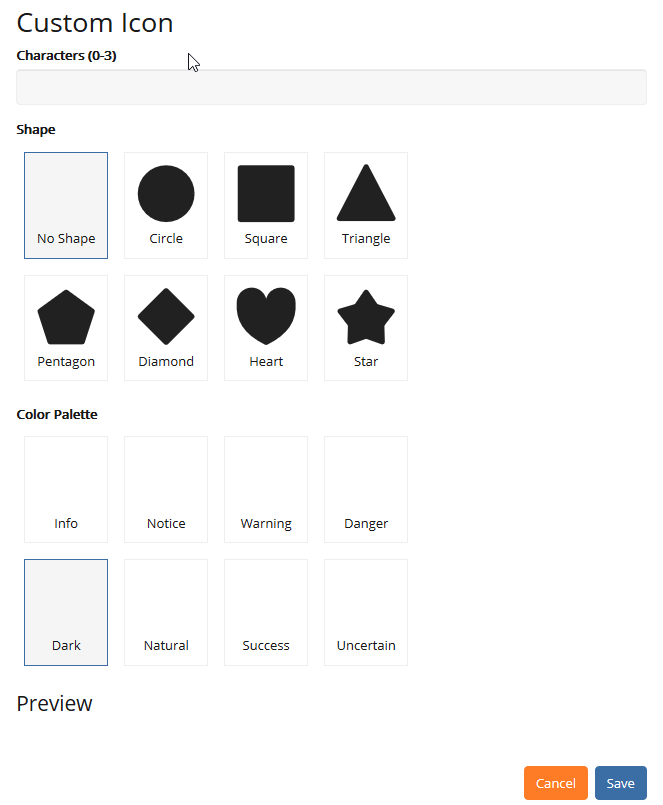 Custom Icon
Characters (0-3)
Shape
No Shape Circle Square Triangle
Pentagon Diamond Heart Star
Color Palette
Info Notice Warning Danger
Dark Natural Success Uncertain
Preview
Cancel Save